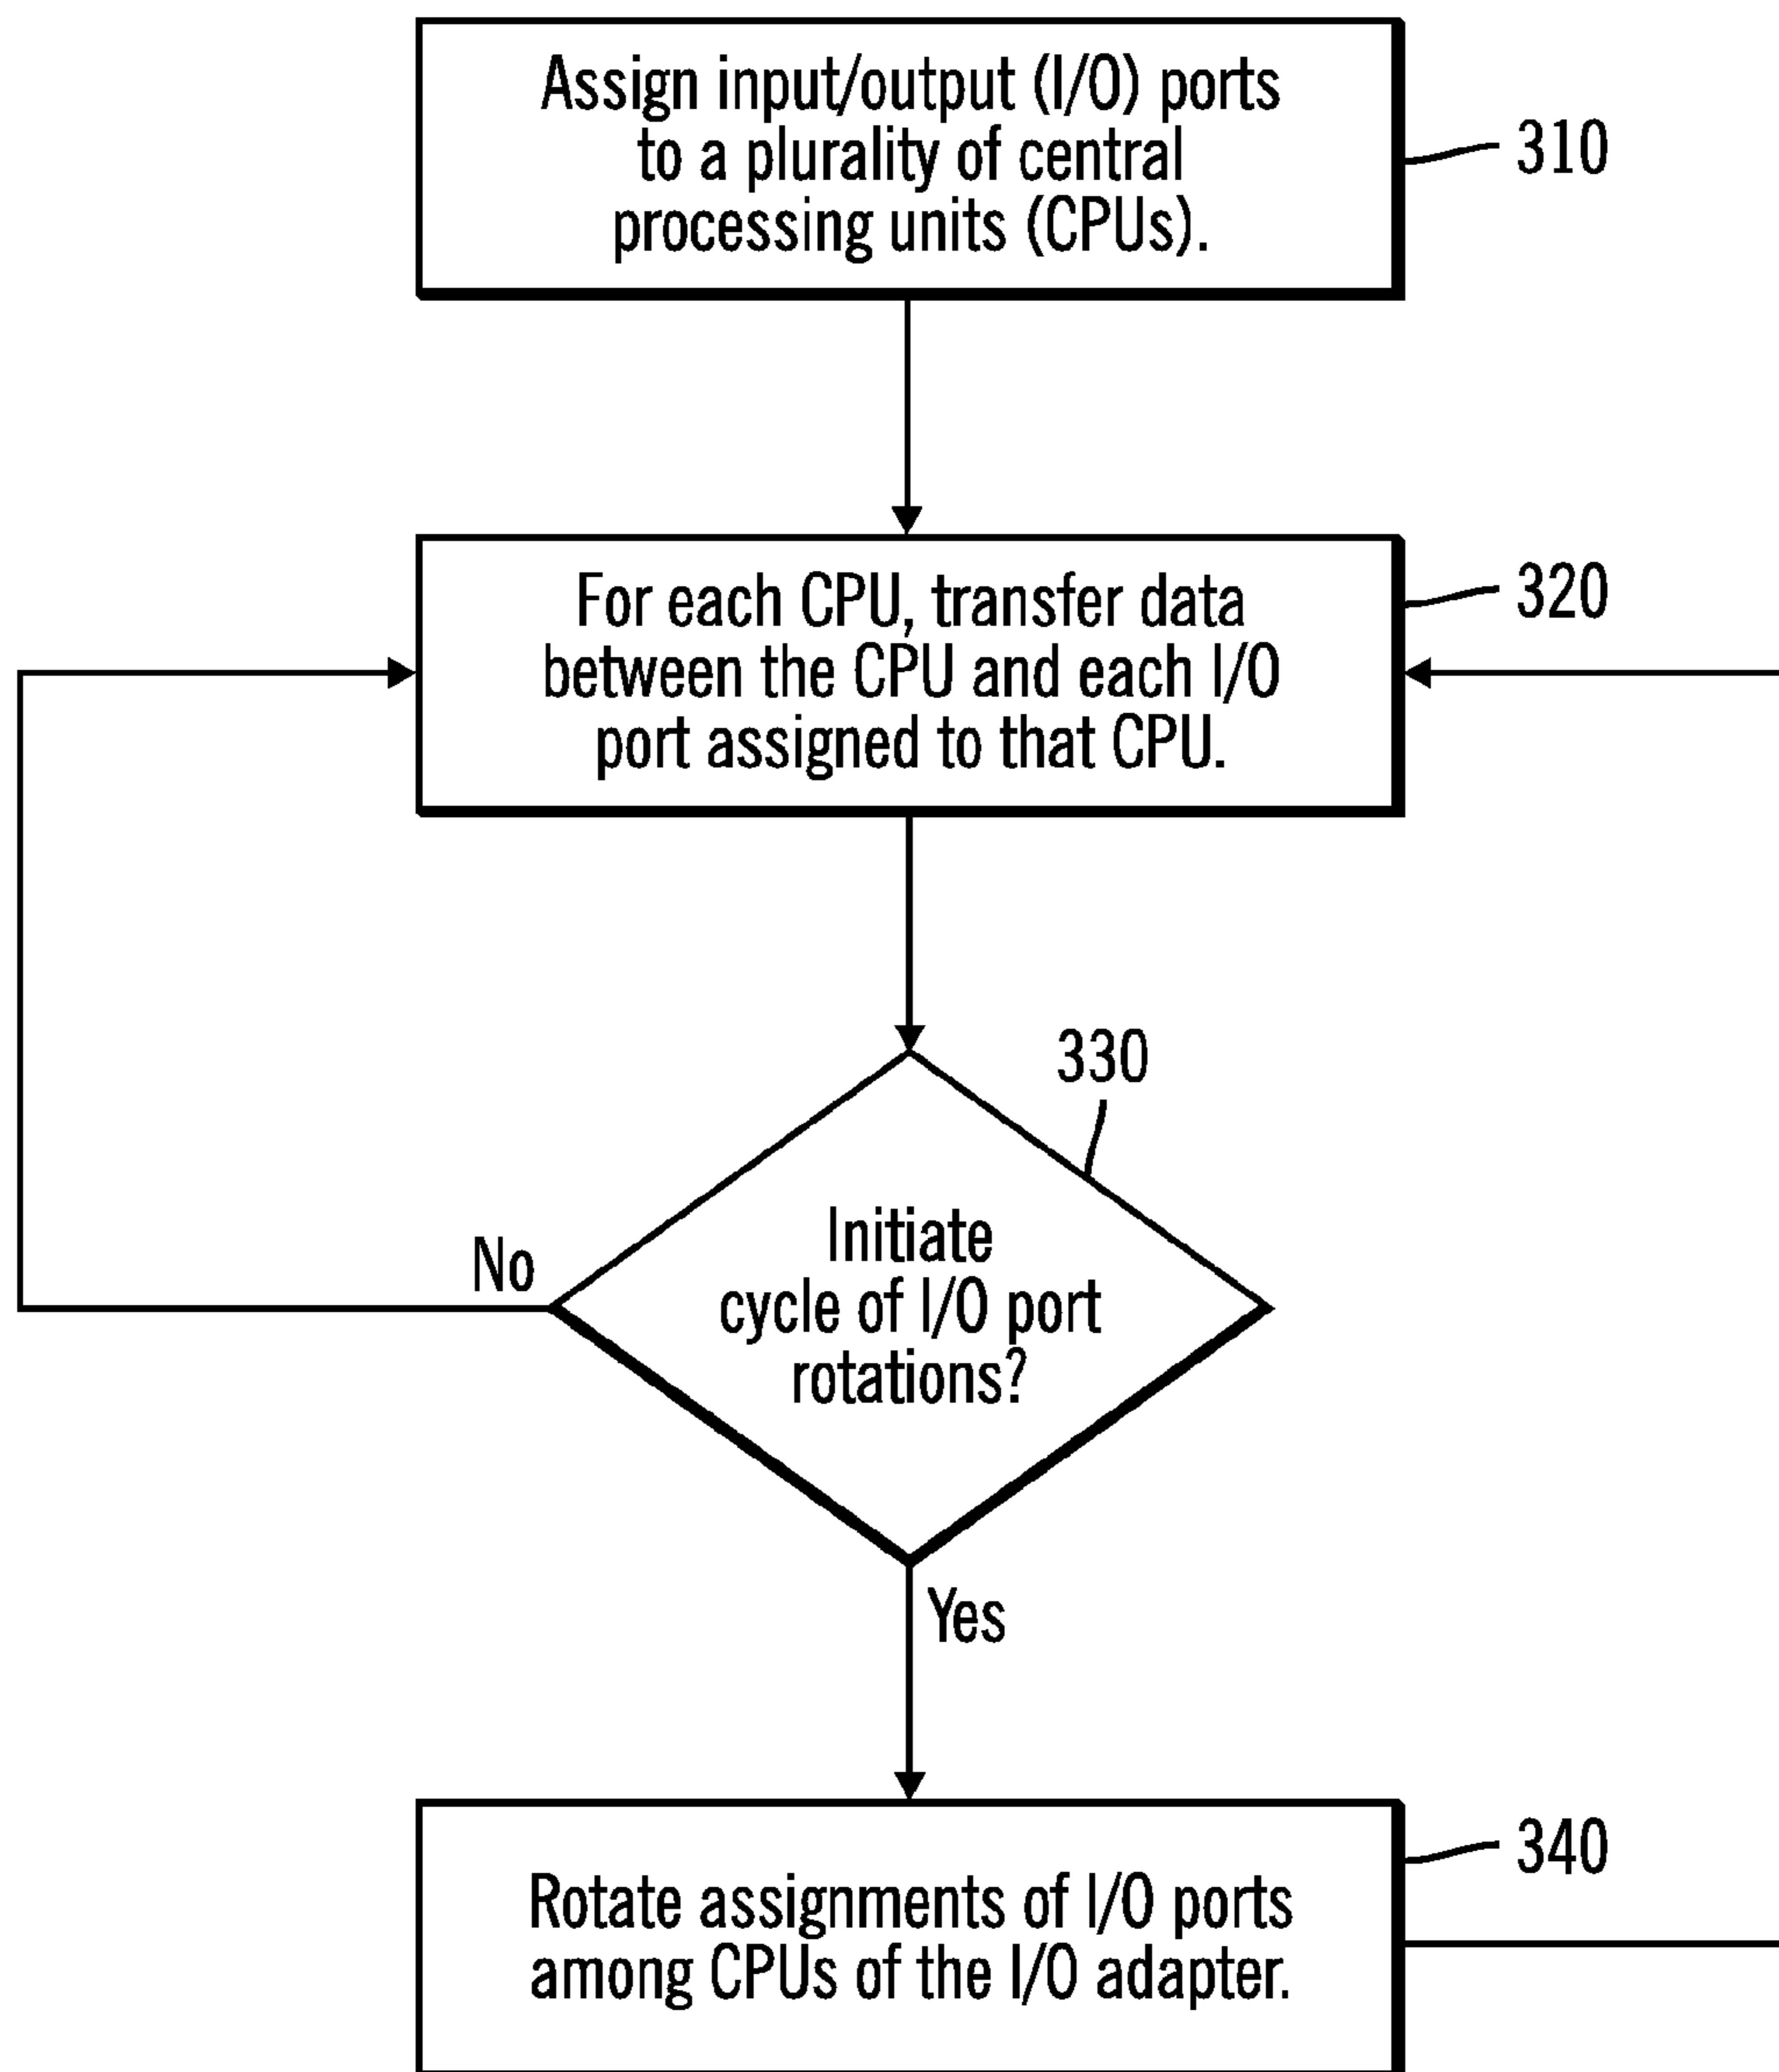 Assign input/output (I/O) ports
to a plurality of central
processing units (CPUs).
310
For each CPU, transfer data
between the CPU and each I/O
port assigned to that CPU.
320
330
Initiate
cycle of I/O port
rotations?
No
Yes
Rotate assignments of I/O ports
among CPUs of the I/O adapter.
340